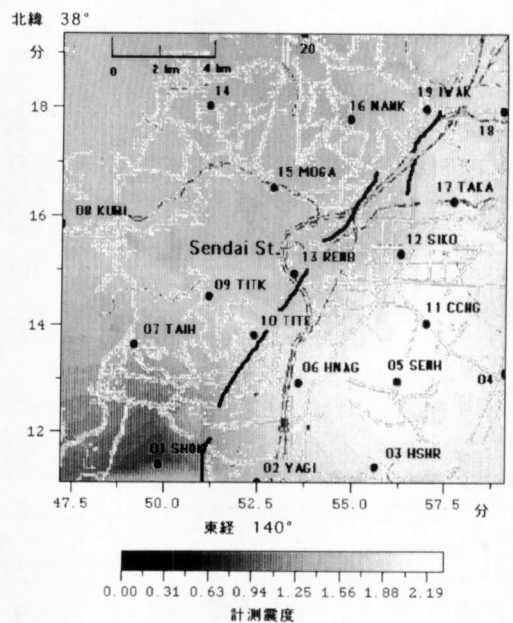 北緯 38°
分
18
16
14
12
0 2 km 4 km
20
14
16 NANK
19 IWAK
18
15 MOGA
17 TAKA
08 KUNI
Sendai St.
12 SIKO
13 RENB
09 TITK
10 TITE
11 CCHG
07 TAIH
06 HNAG
05 SENH
04
01 SHOK
02 YAGI
03 HSHR
47.5 50.0 52.5 55.0 57.5 分
東経 140°
0.00 0.31 0.63 0.94 1.25 1.56 1.88 2.19
計測震度